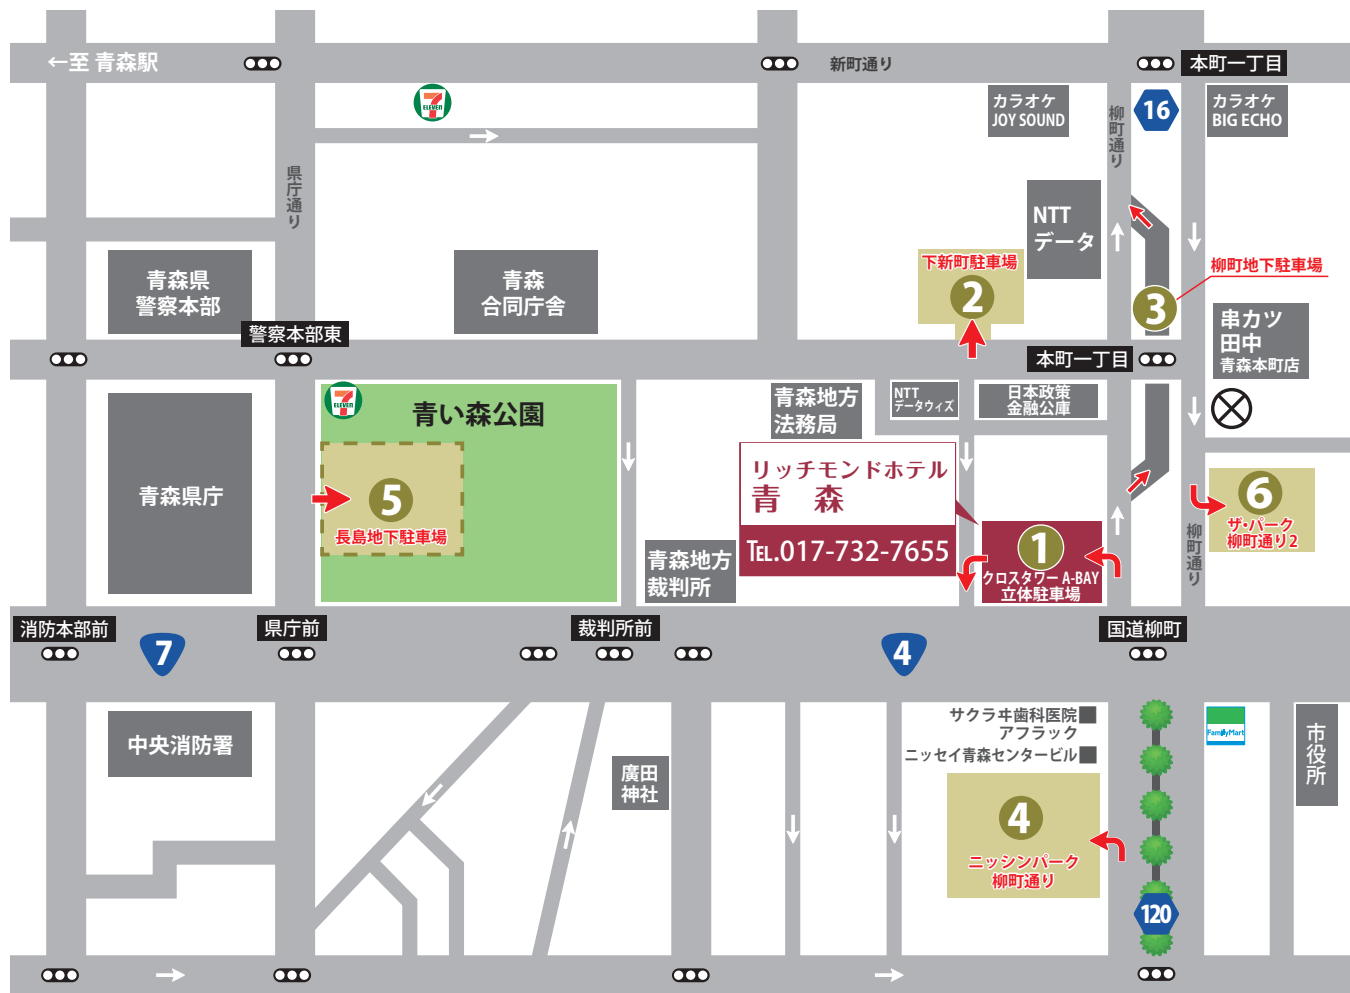 ←至 青森駅
新町通り
本町一丁目
7
ELEVEN
カラオケ
JOY SOUND
柳町通り
16
カラオケ
BIG ECHO
県庁通り
NTT
データ
青森県
警察本部
青森
合同庁舎
下新町駐車場
2
柳町地下駐車場
3
串カツ
田中
青森本町店
警察本部東
本町一丁目
7
ELEVEN
青い森公園
青森地方
法務局
NTT
データウィズ
日本政策
金融公庫
青森県庁
5
長島地下駐車場
リッチモンドホテル
青 森
TEL.017-732-7655
青森地方
裁判所
1
クロスタワー A-BAY
立体駐車場
柳町通り
6
ザ・パーク
柳町通り2
消防本部前
県庁前
裁判所前
国道柳町
7
4
中央消防署
廣田
神社
サクラヰ歯科医院
アフラック
ニッセイ青森センタービル
FamilyMart
市役所
4
ニッシンパーク
柳町通り
120